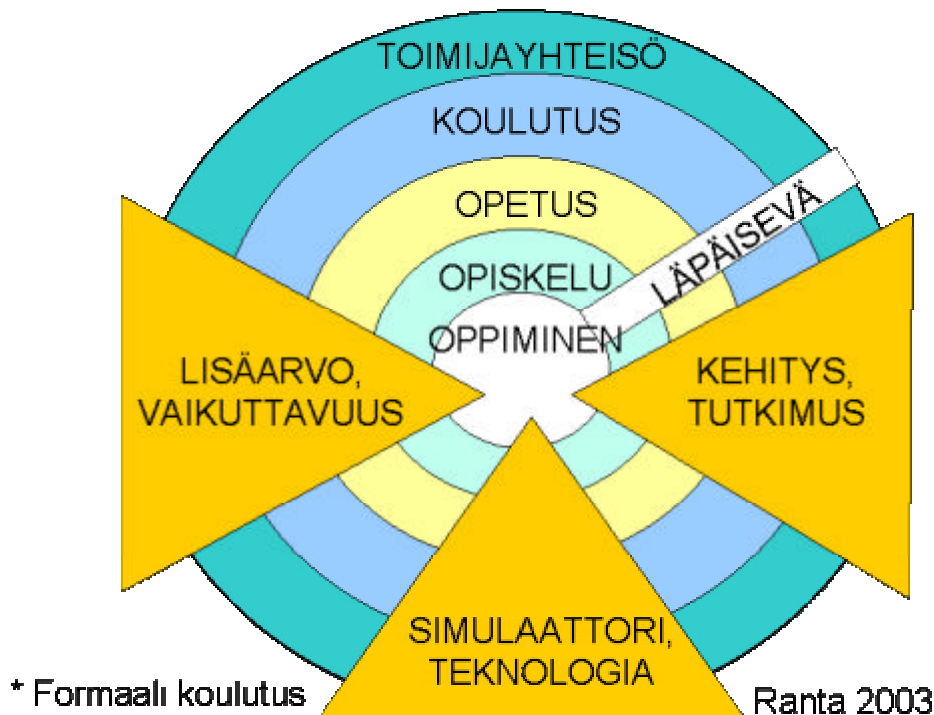 TOIMIJAYHTEISÖ
KOULUTUS
OPETUS
LÄPÄISEVÄ
OPISKELU
OPPIMINEN
LISÄARVO,
VAIKUTTAVUUS
KEHITYS,
TUTKIMUS
SIMULAATTORI,
TEKNOLOGIA
* Formaali koulutus
Ranta 2003